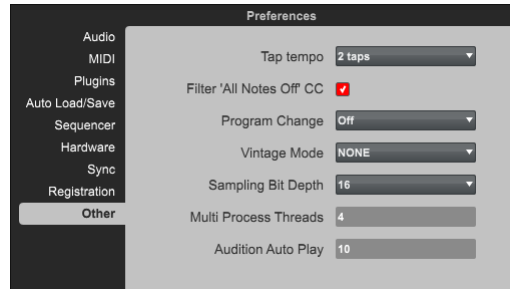 Preferences
Audio
MIDI
Plugins
Auto Load/Save
Sequencer
Hardware
Sync
Registration
Other
Tap tempo 2 taps
Filter 'All Notes Off' CC
Program Change Off
Vintage Mode NONE
Sampling Bit Depth 16
Multi Process Threads 4
Audition Auto Play 10